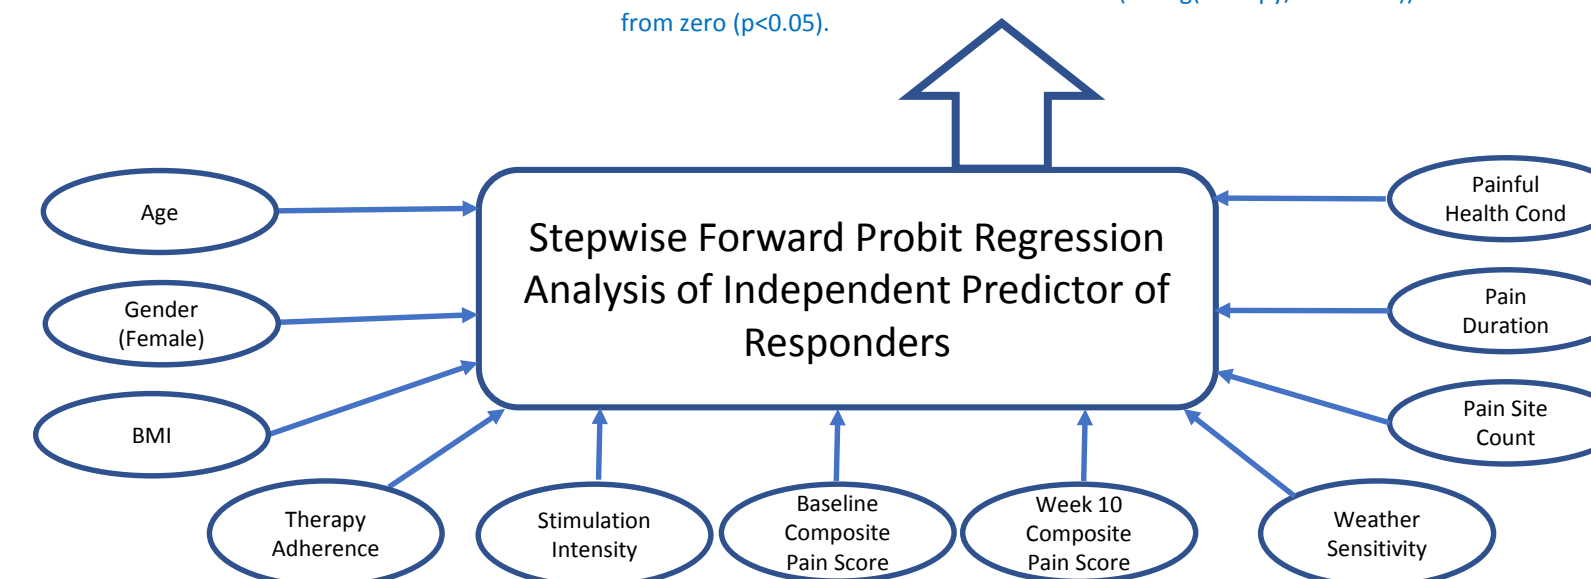 from zero (p<0.05).
Age
Gender
(Female)
BMI
Stepwise Forward Probit Regression
Analysis of Independent Predictor of
Responders
Painful
Health Cond
Pain
Duration
Pain Site
Count
Therapy
Adherence
Stimulation
Intensity
Baseline
Composite
Pain Score
Week 10
Composite
Pain Score
Weather
Sensitivity